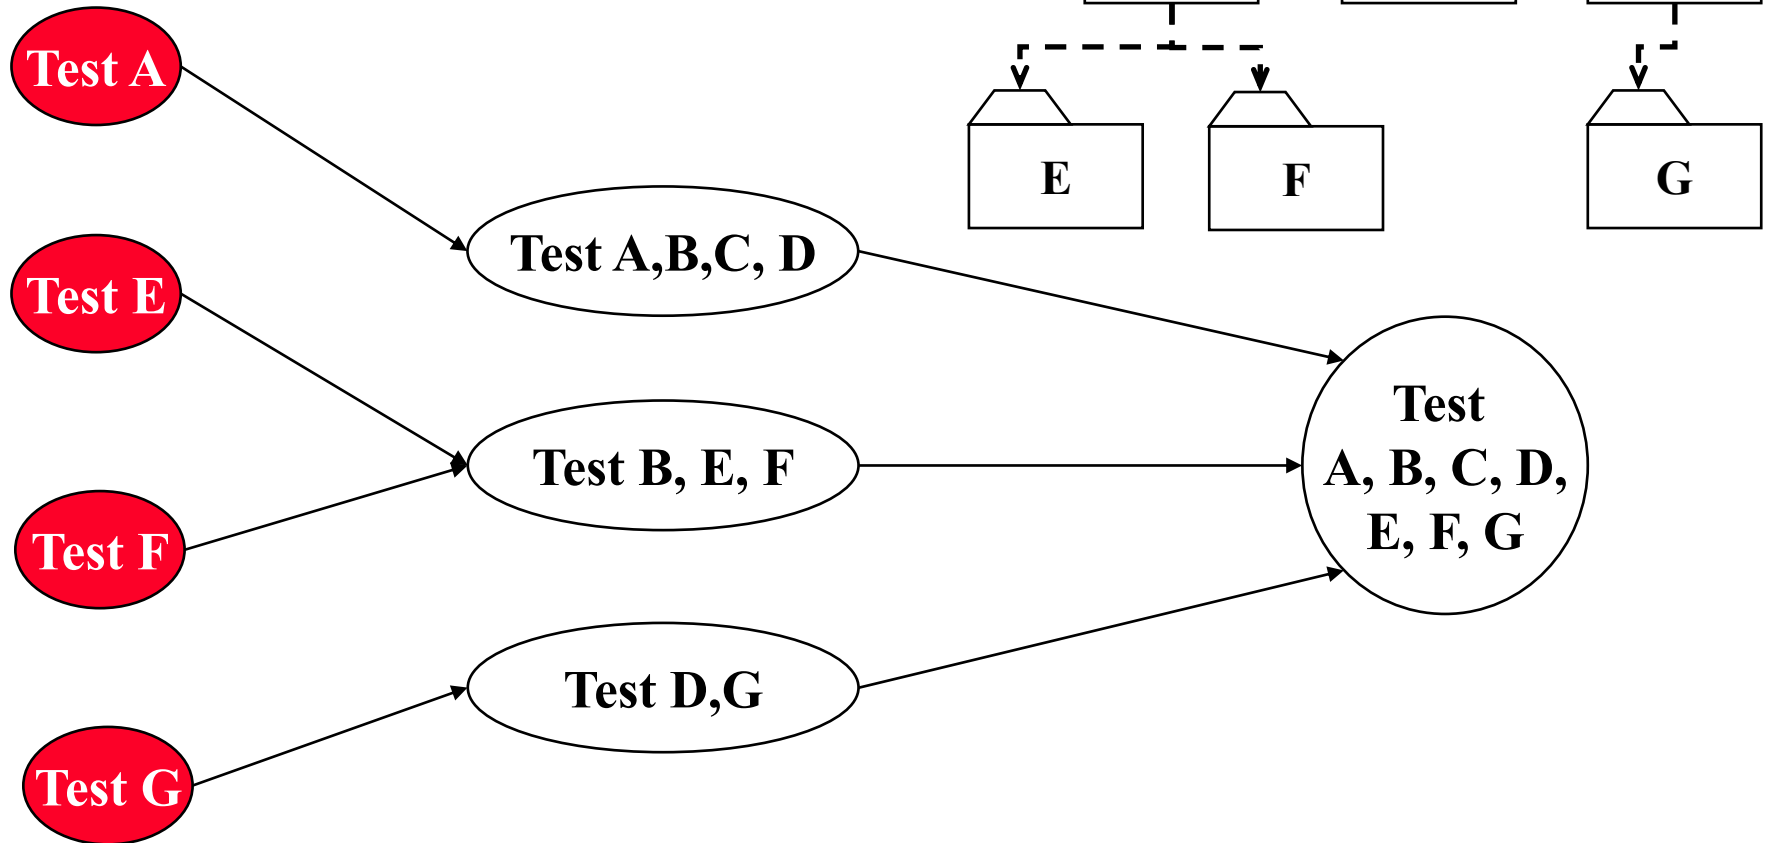 Test A
E
F
G
Test A,B,C, D
Test E
Test
A, B, C, D,
E, F, G
Test B, E, F
Test F
Test D,G
Test G